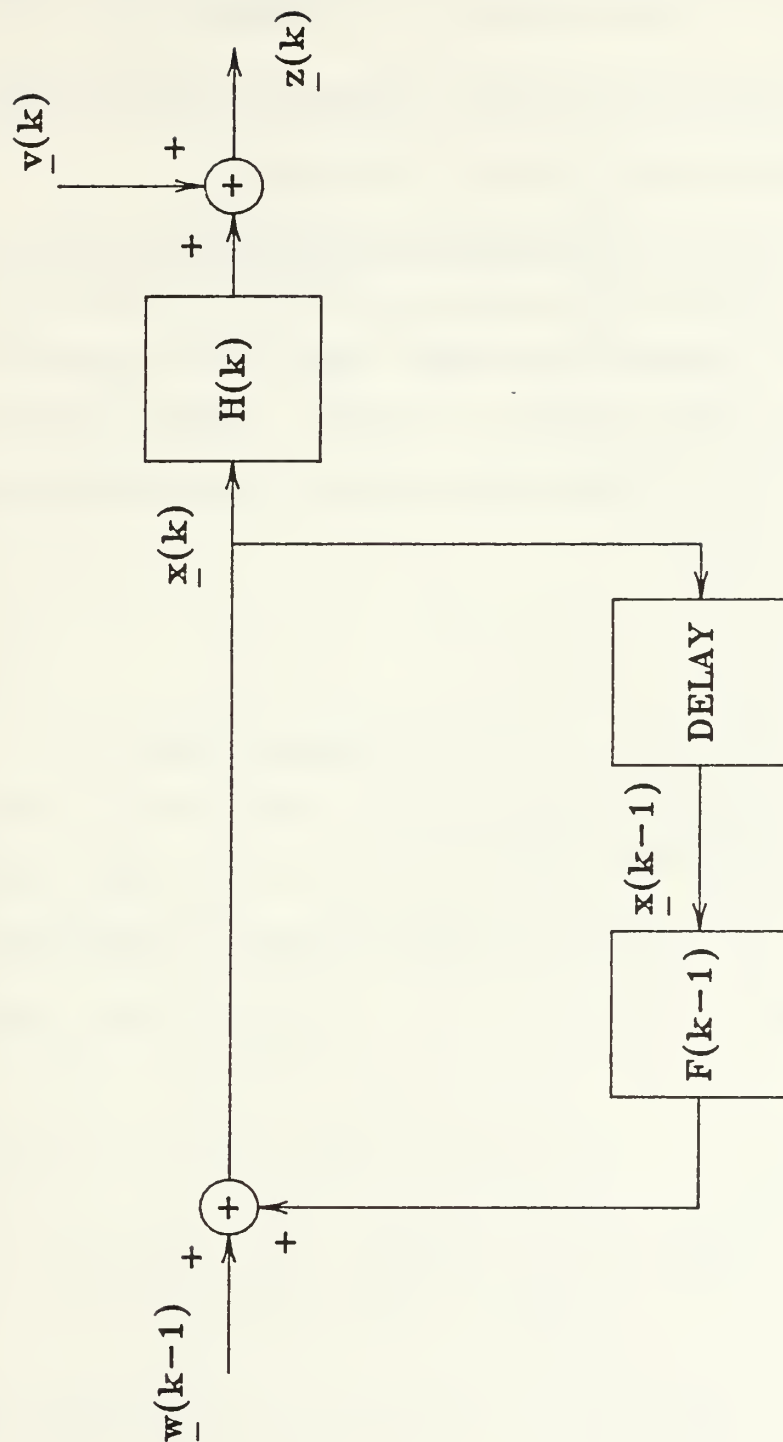 v(k)
+
+
+
z(k)
H(k)
x(k)
w(k−1)
+
+
+
DELAY
x(k−1)
F(k−1)